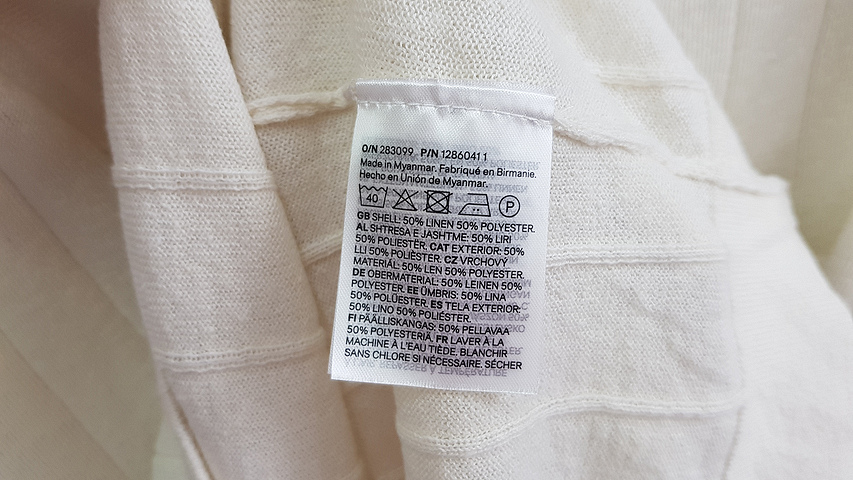 O/N 283099 P/N 1286041 1
Made in Myanmar. Fabriqué en Birmanie.
Hecho en Unión de Myanmar.
40 P
GB SHELL: 50% LINEN 50% POLYESTER.
AL SHTRESA E JASHTME: 50% LIRI
50% POLIESTËR. CAT EXTERIOR: 50%
LLI 50% POLIÈSTER. CZ VRCHOVÝ
MATERIÁL: 50% LEN 50% POLYESTER.
DE OBERMATERIAL: 50% LEINEN 50%
POLYESTER. EE ÜMBRIS: 50% LINA
50% POLÜESTER. ES TELA EXTERIOR:
50% LINO 50% POLIÉSTER.
FI PÄÄLLISKANGAS: 50% PELLAVAA
50% POLYESTERIÄ. FR LAVER À LA
MACHINE À L'EAU TIÈDE. BLANCHIR
SANS CHLORE SI NÉCESSAIRE. SÉCHER